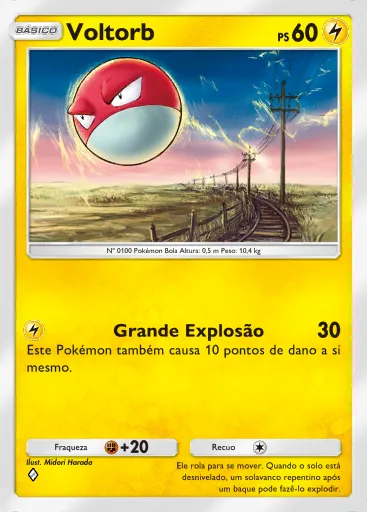 BÁSICO Voltorb PS 60
Nº 0100 Pokémon Bola Altura: 0,5 m Peso: 10,4 kg
Grande Explosão 30
Este Pokémon também causa 10 pontos de dano a si
mesmo.
Fraqueza +20 Recuo
Ilust. Midori Harada
Ele rola para se mover. Quando o solo está
desnivelado, um solavanco repentino após
um baque pode fazê-lo explodir.